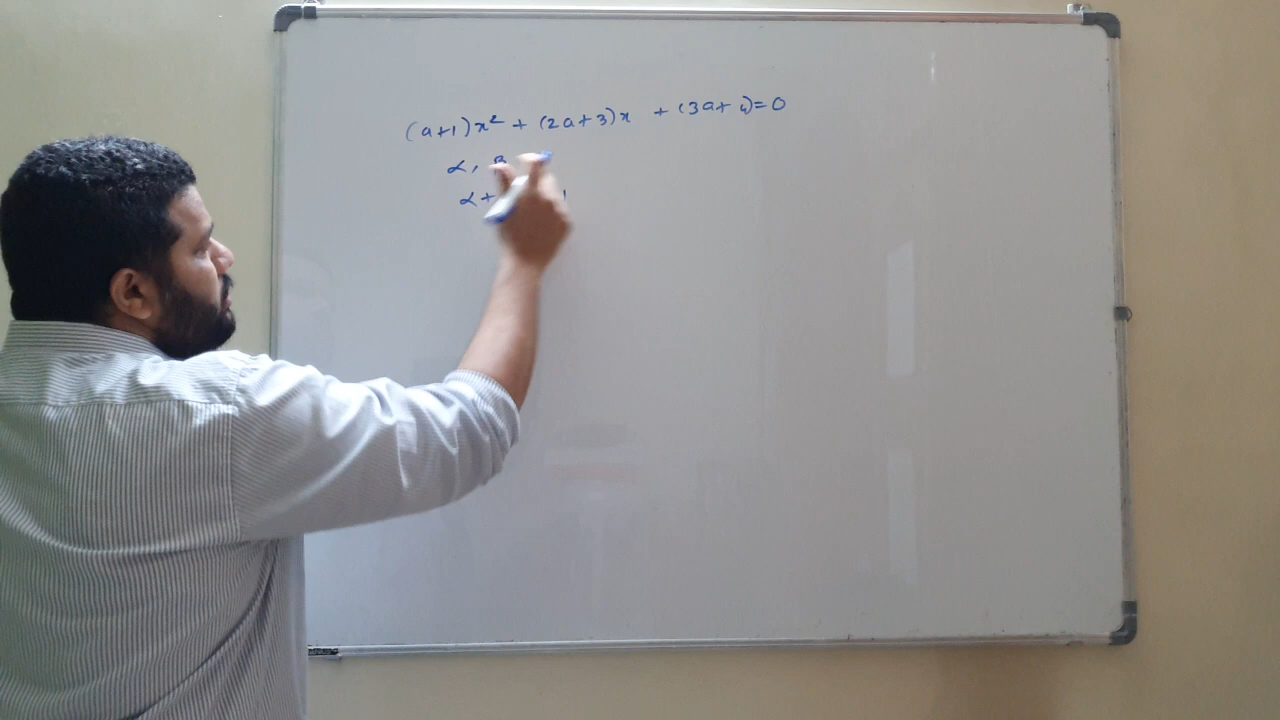 (a+1)x² + (2a+3)x + (3a+4)=0
α, β
α+